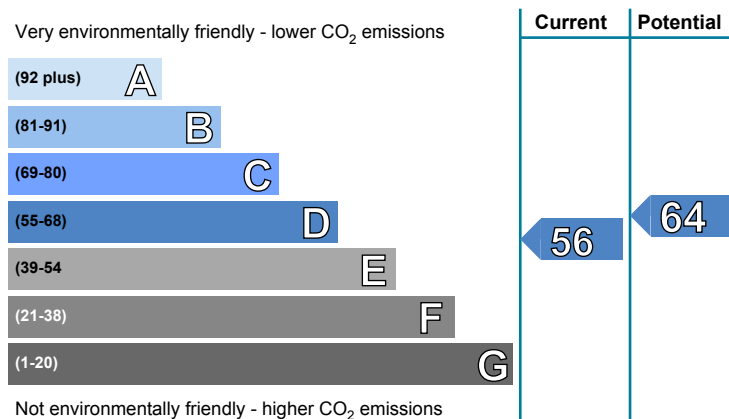 Current Potential
Very environmentally friendly - lower CO2 emissions
(92 plus) A
(81-91) B
(69-80) C
(55-68) D
64
56
(39-54 E
(21-38) F
(1-20) G
Not environmentally friendly - higher CO2 emissions